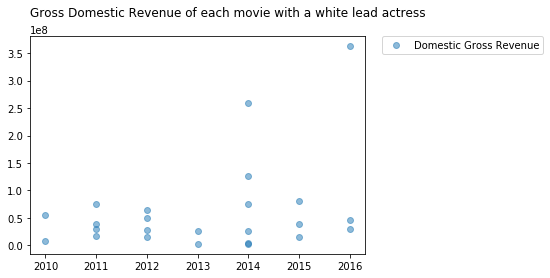 Gross Domestic Revenue of each movie with a white lead actress
1e8
Domestic Gross Revenue
3.5
3.0
2.5
2.0
1.5
1.0
0.5
0.0
2010 2011 2012 2013 2014 2015 2016